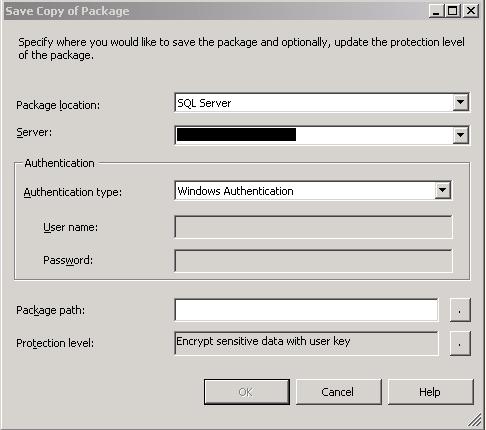 Save Copy of Package
Specify where you would like to save the package and optionally, update the protection level
of the package.
Package location:
SQL Server
Server:
Authentication
Authentication type:
Windows Authentication
User name:
Password:
Package path:
.
Protection level:
Encrypt sensitive data with user key
.
OK
Cancel
Help